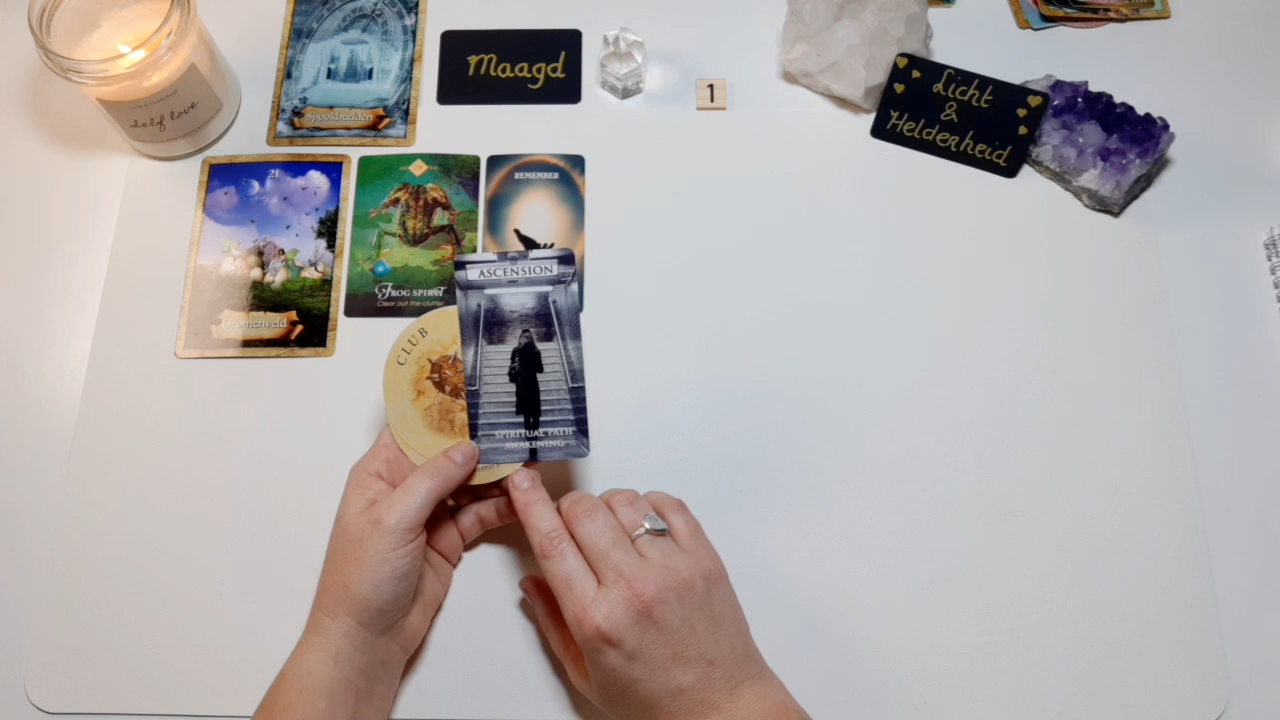 Self love
Spookbeelden
Maagd
1
Licht
&
Helderheid
21
Dromenveld
Frog spirit
Clear out the clutter
REMEMBER
CLUB
ASCENSION
SPIRITUAL PATH
AWAKENING